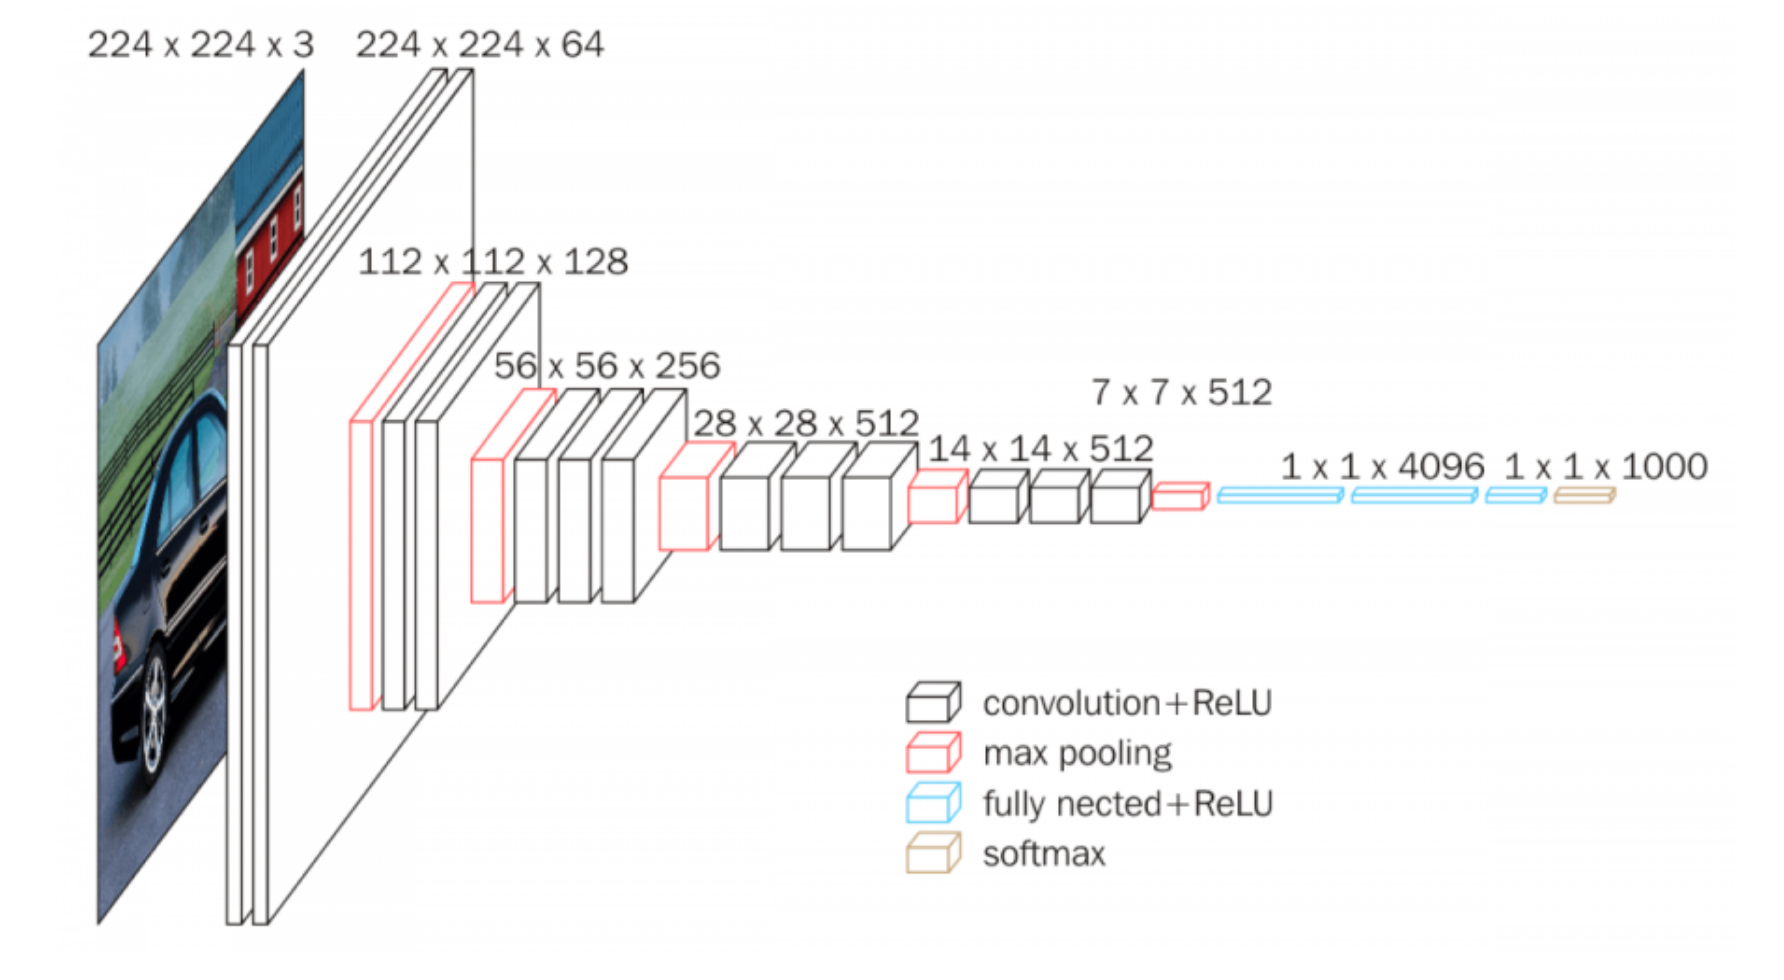 224 x 224 x 3
224 x 224 x 64
112 x 112 x 128
56 x 56 x 256
28 x 28 x 512
14 x 14 x 512
7 x 7 x 512
1 x 1 x 4096
1 x 1 x 1000
convolution+ReLU
max pooling
fully nected+ReLU
softmax